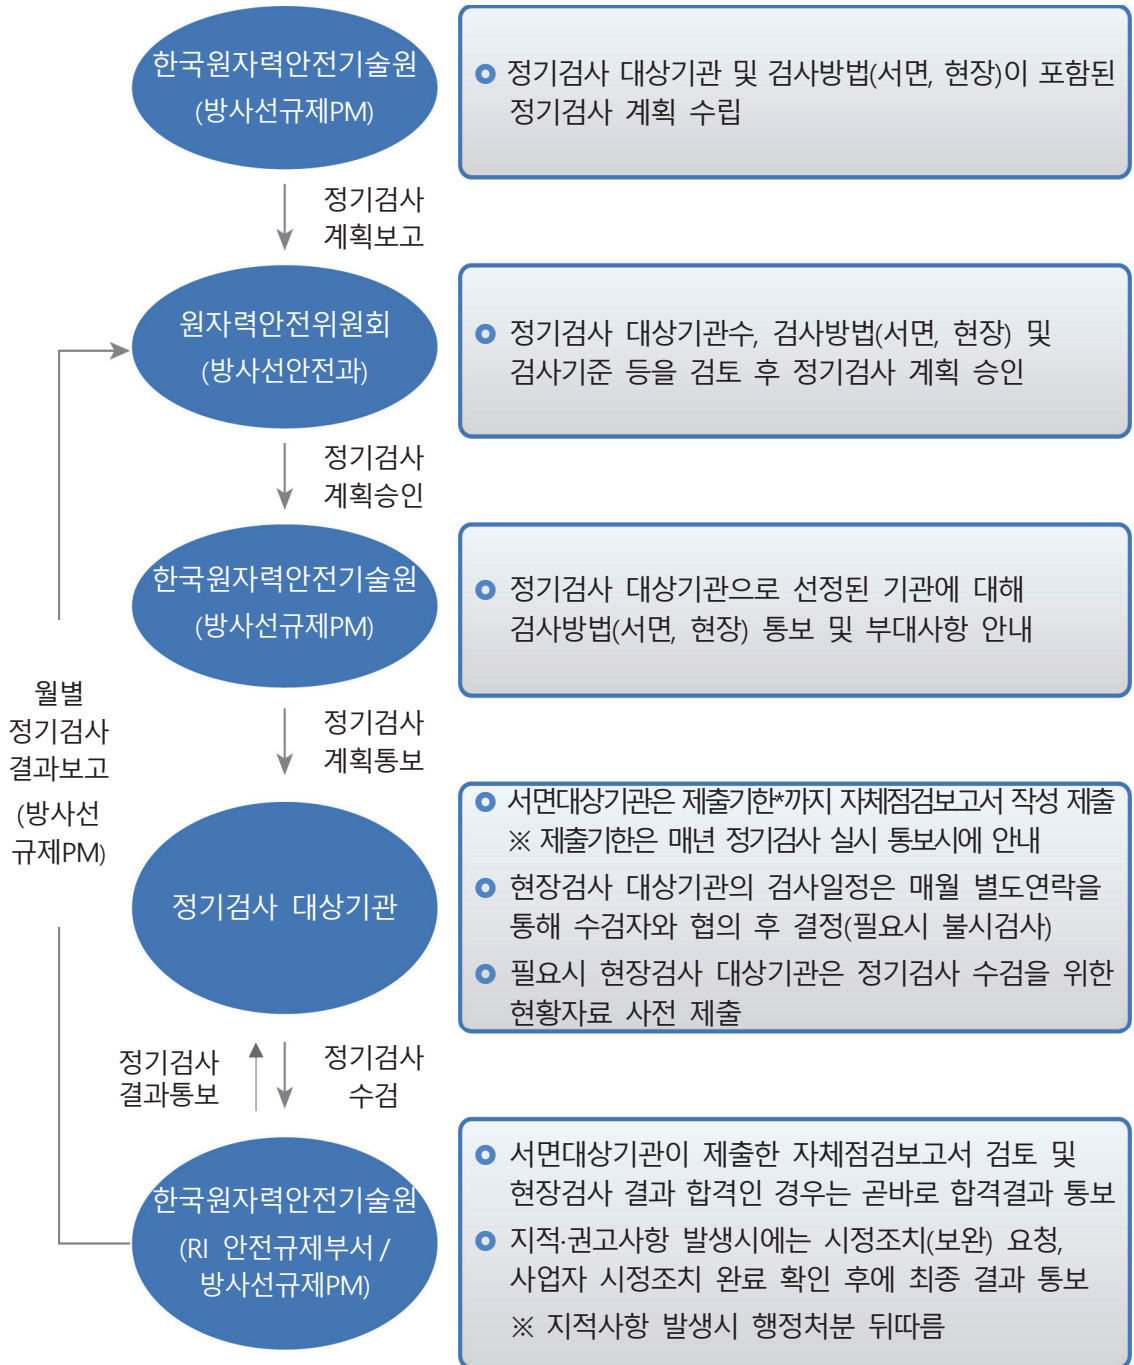 한국원자력안전기술원
(방사선규제PM)
정기검사 대상기관 및 검사방법(서면, 현장)이 포함된
정기검사 계획 수립
정기검사
계획보고
원자력안전위원회
(방사선안전과)
정기검사 대상기관수, 검사방법(서면, 현장) 및
검사기준 등을 검토 후 정기검사 계획 승인
정기검사
계획승인
한국원자력안전기술원
(방사선규제PM)
정기검사 대상기관으로 선정된 기관에 대해
검사방법(서면, 현장) 통보 및 부대사항 안내
정기검사
계획통보
월별
정기검사
결과보고
(방사선
규제PM)
정기검사 대상기관
서면대상기관은 제출기한*까지 자체점검보고서 작성 제출
※ 제출기한은 매년 정기검사 실시 통보시에 안내
현장검사 대상기관의 검사일정은 매월 별도연락을
통해 수검자와 협의 후 결정(필요시 불시검사)
필요시 현장검사 대상기관은 정기검사 수검을 위한
현황자료 사전 제출
정기검사
결과통보
정기검사
수검
한국원자력안전기술원
(RI 안전규제부서 /
방사선규제PM)
서면대상기관이 제출한 자체점검보고서 검토 및
현장검사 결과 합격인 경우는 곧바로 합격결과 통보
지적·권고사항 발생시에는 시정조치(보완) 요청,
사업자 시정조치 완료 확인 후에 최종 결과 통보
※ 지적사항 발생시 행정처분 뒤따름